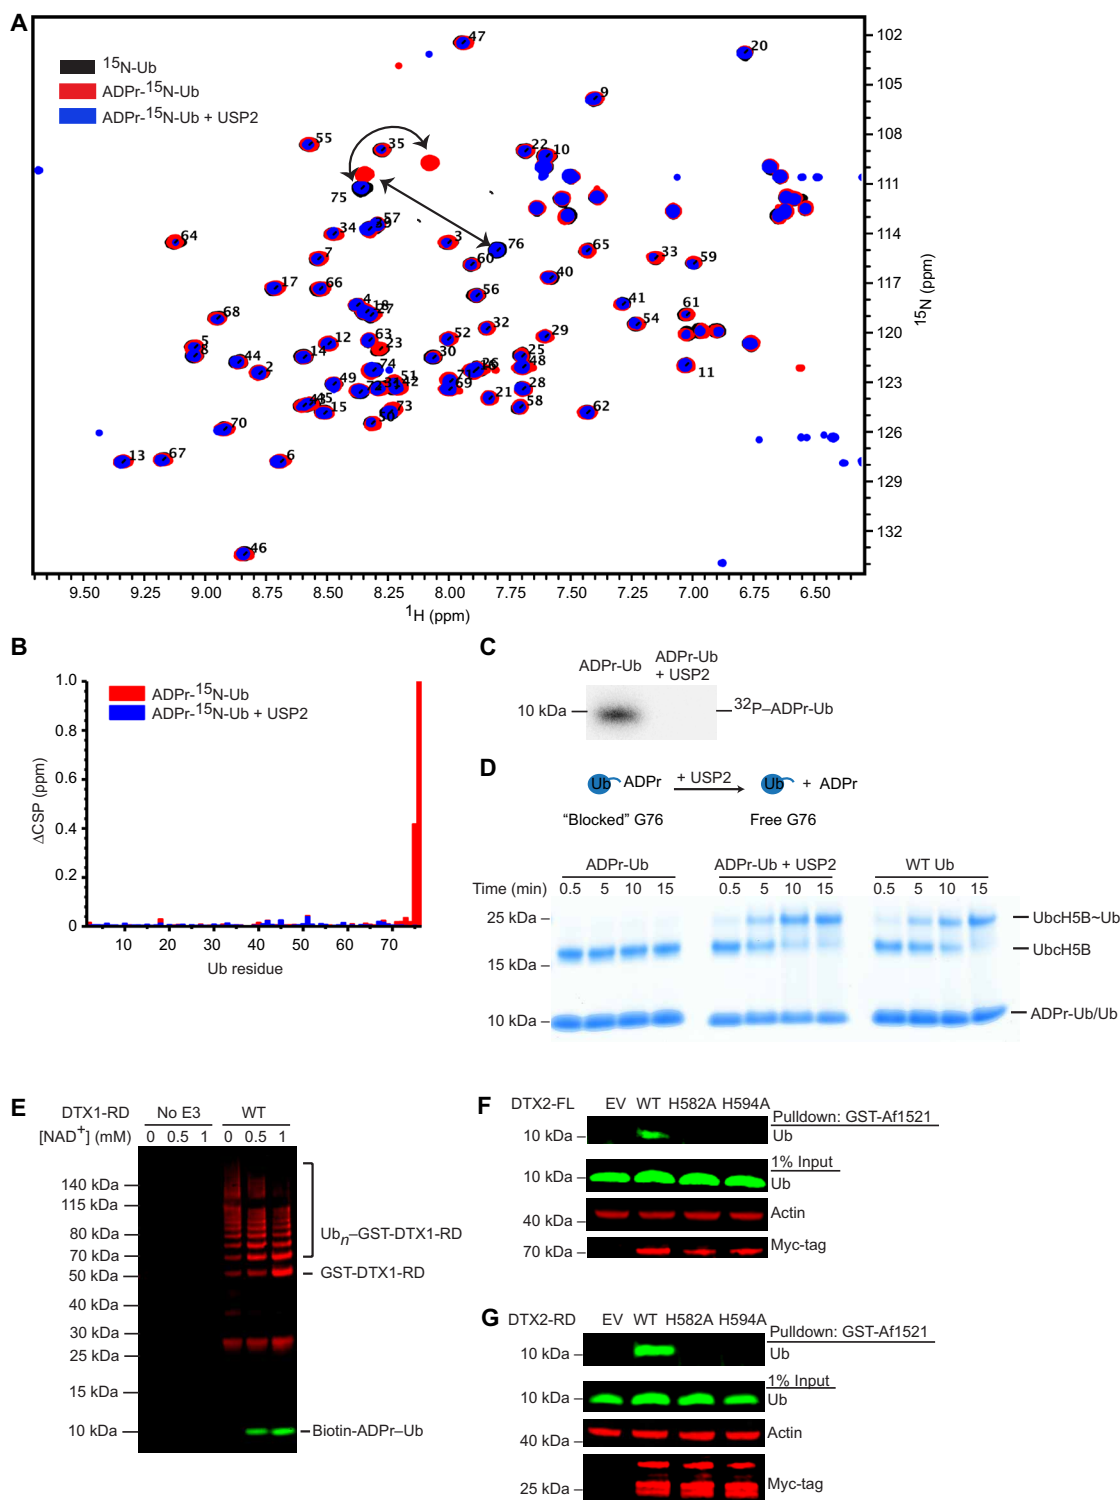 A
15N-Ub
ADPr-15N-Ub
ADPr-15N-Ub + USP2
47
20
9
55
35
22
10
75
57
34
3
76
65
33
59
64
7
60
17
66
56
40
41
61
68
4
18
27
54
5
8
12
63
23
52
32
29
44
14
30
25
48
11
2
74
26
49
51
42
71
69
21
28
58
62
15
73
50
70
13
67
6
46
102
105
108
111
114
117
120
123
126
129
132
15N (ppm)
9.50
9.00
8.75
8.50
8.25
8.00
7.75
7.50
7.25
7.00
6.75
6.50
1H (ppm)
B
1.0
0.8
0.6
0.4
0.2
0
ΔCSP (ppm)
ADPr-15N-Ub
ADPr-15N-Ub + USP2
10 20 30 40 50 60 70
Ub residue
C
ADPr-Ub
ADPr-Ub
+ USP2
10 kDa
32P–ADPr-Ub
D
Ub ADPr
+ USP2
Ub + ADPr
“Blocked” G76
Free G76
ADPr-Ub
ADPr-Ub + USP2
WT Ub
Time (min) 0.5 5 10 15 0.5 5 10 15 0.5 5 10 15
25 kDa
UbcH5B~Ub
UbcH5B
15 kDa
10 kDa
ADPr-Ub/Ub
E
DTX1-RD No E3 WT
[NAD+] (mM) 0 0.5 1 0 0.5 1
140 kDa
115 kDa
80 kDa
70 kDa
50 kDa
40 kDa
30 kDa
25 kDa
15 kDa
10 kDa
Ubn–GST-DTX1-RD
GST-DTX1-RD
Biotin-ADPr–Ub
F
DTX2-FL EV WT H582A H594A
Pulldown: GST-Af1521
10 kDa
Ub
1% Input
10 kDa
Ub
Actin
40 kDa
70 kDa
Myc-tag
G
DTX2-RD EV WT H582A H594A
Pulldown: GST-Af1521
10 kDa
Ub
1% Input
10 kDa
Ub
Actin
40 kDa
25 kDa
Myc-tag